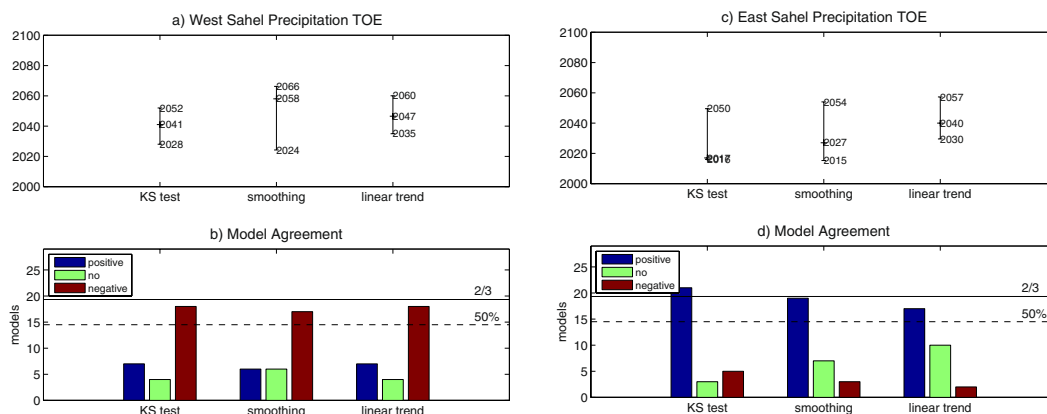 a) West Sahel Precipitation TOE
2100
2080
2060
2040
2020
2000
2052
2041
2028
2066
2058
2024
2060
2047
2035
KS test
smoothing
linear trend
b) Model Agreement
models
25
20
15
10
5
0
positive
no
negative
2/3
50%
KS test
smoothing
linear trend
c) East Sahel Precipitation TOE
2100
2080
2060
2040
2020
2000
2050
2017
2054
2027
2015
2057
2040
2030
KS test
smoothing
linear trend
d) Model Agreement
models
25
20
15
10
5
0
positive
no
negative
2/3
50%
KS test
smoothing
linear trend